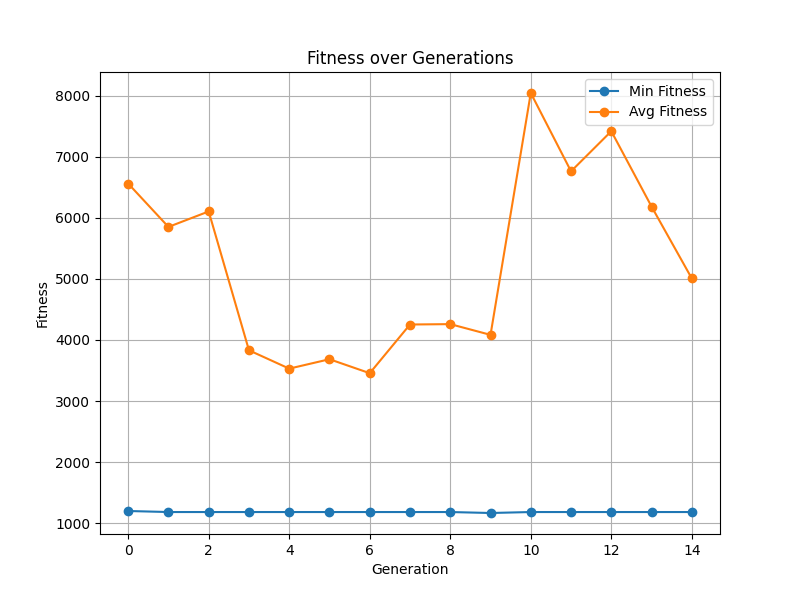 Fitness over Generations
Min Fitness
Avg Fitness
8000
7000
6000
5000
4000
3000
2000
1000
Fitness
0 2 4 6 8 10 12 14
Generation